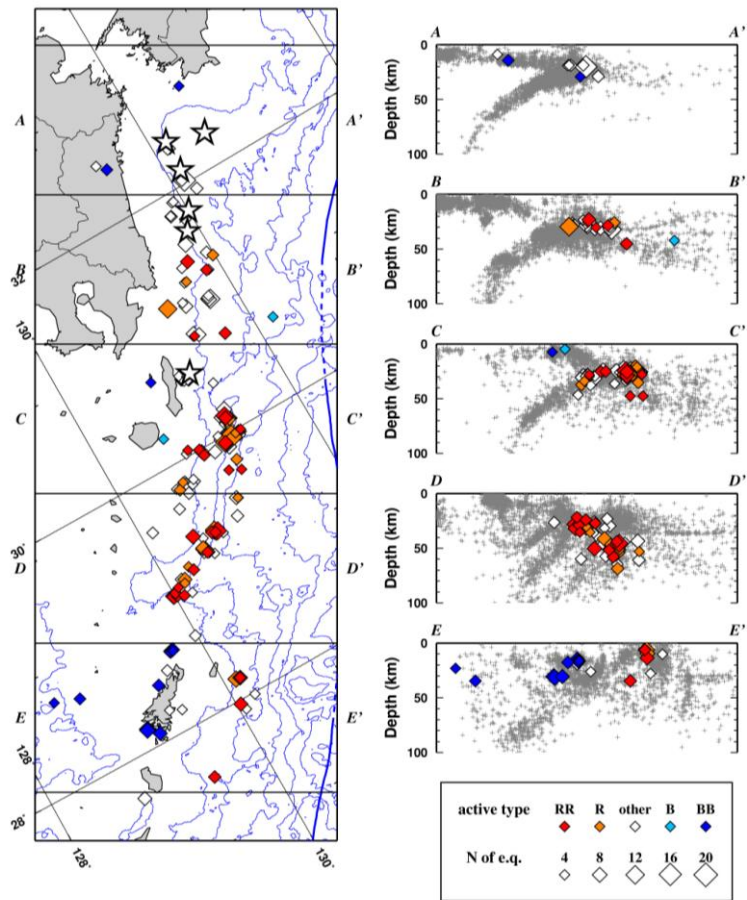 A
A'
B
B'
130'
C
C'
30'
D
D'
E
E'
128'
28'
128'
130'
A
A'
Depth (km)
0
50
100
B
B'
Depth (km)
0
50
100
C
C'
Depth (km)
0
50
100
D
D'
Depth (km)
0
50
100
E
E'
Depth (km)
0
50
100
active type RR R other B BB
N of e.q. 4 8 12 16 20